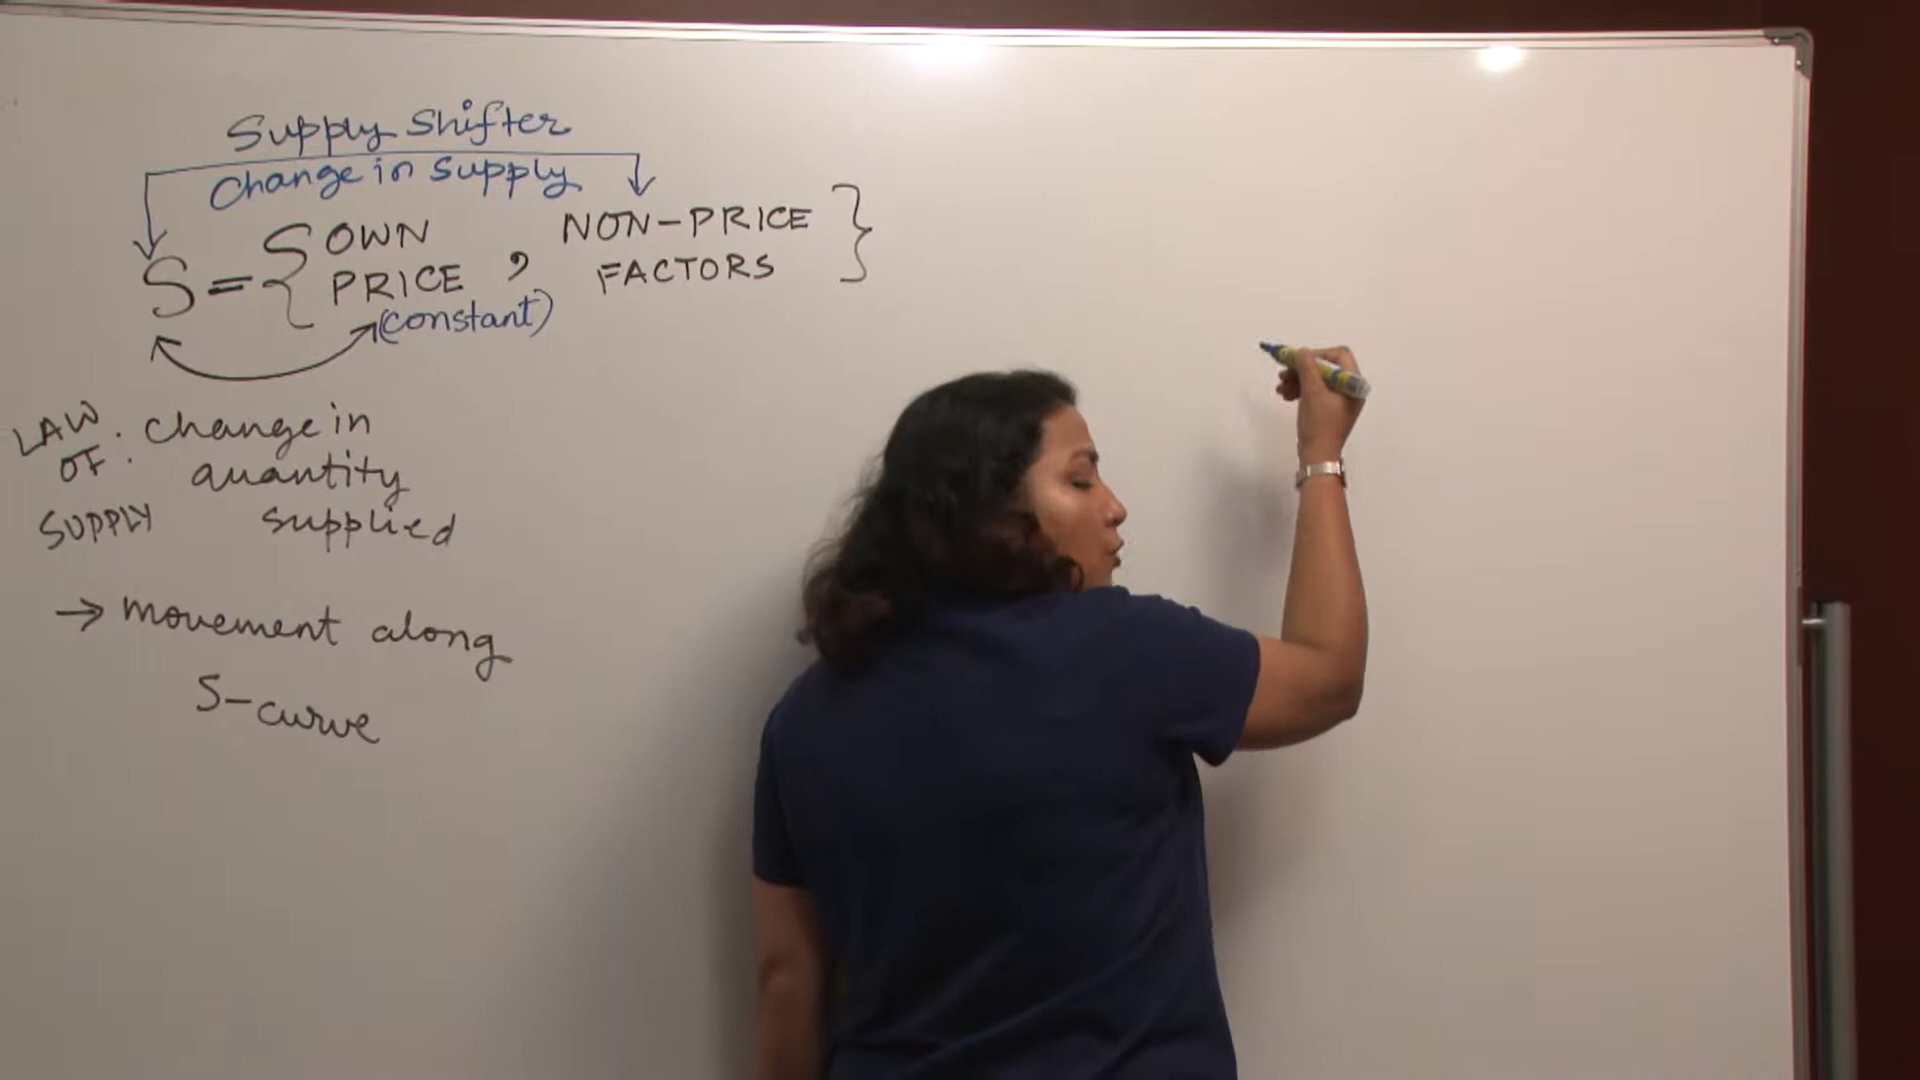 Supply Shifter
Change in Supply
S = { OWN PRICE , NON-PRICE FACTORS }
(constant)
LAW OF SUPPLY : Change in quantity supplied
→ movement along
S-curve